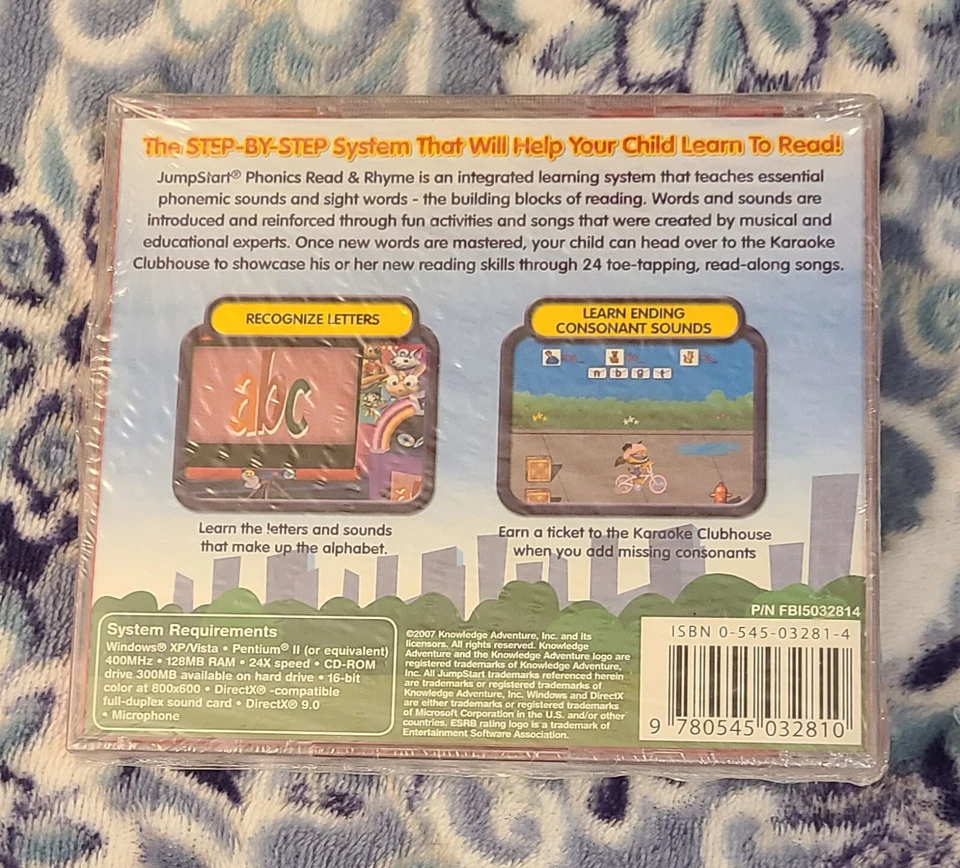 The STEP-BY-STEP System That Will Help Your Child Learn To Read!
JumpStart® Phonics Read & Rhyme is an integrated learning system that teaches essential
phonemic sounds and sight words - the building blocks of reading. Words and sounds are
introduced and reinforced through fun activities and songs that were created by musical and
educational experts. Once new words are mastered, your child can head over to the Karaoke
Clubhouse to showcase his or her new reading skills through 24 toe-tapping, read-along songs.
RECOGNIZE LETTERS
abc
Learn the letters and sounds
that make up the alphabet.
LEARN ENDING
CONSONANT SOUNDS
n b g t
Earn a ticket to the Karaoke Clubhouse
when you add missing consonants
System Requirements
Windows® XP/Vista • Pentium® II (or equivalent)
400MHz • 128MB RAM • 24X speed • CD-ROM
drive 300MB available on hard drive • 16-bit
color at 800x600 • DirectX® -compatible
full-duplex sound card • DirectX® 9.0
• Microphone
©2007 Knowledge Adventure, Inc. and its
licensors. All rights reserved. Knowledge
Adventure and the Knowledge Adventure logo are
registered trademarks of Knowledge Adventure,
Inc. All JumpStart trademarks referenced herein
are trademarks or registered trademarks of
Knowledge Adventure, Inc. Windows and DirectX
are either trademarks or registered trademarks
of Microsoft Corporation in the U.S. and/or other
countries. ESRB rating logo is a trademark of
Entertainment Software Association.
P/N FBI5032814
ISBN 0-545-03281-4
9 780545 032810